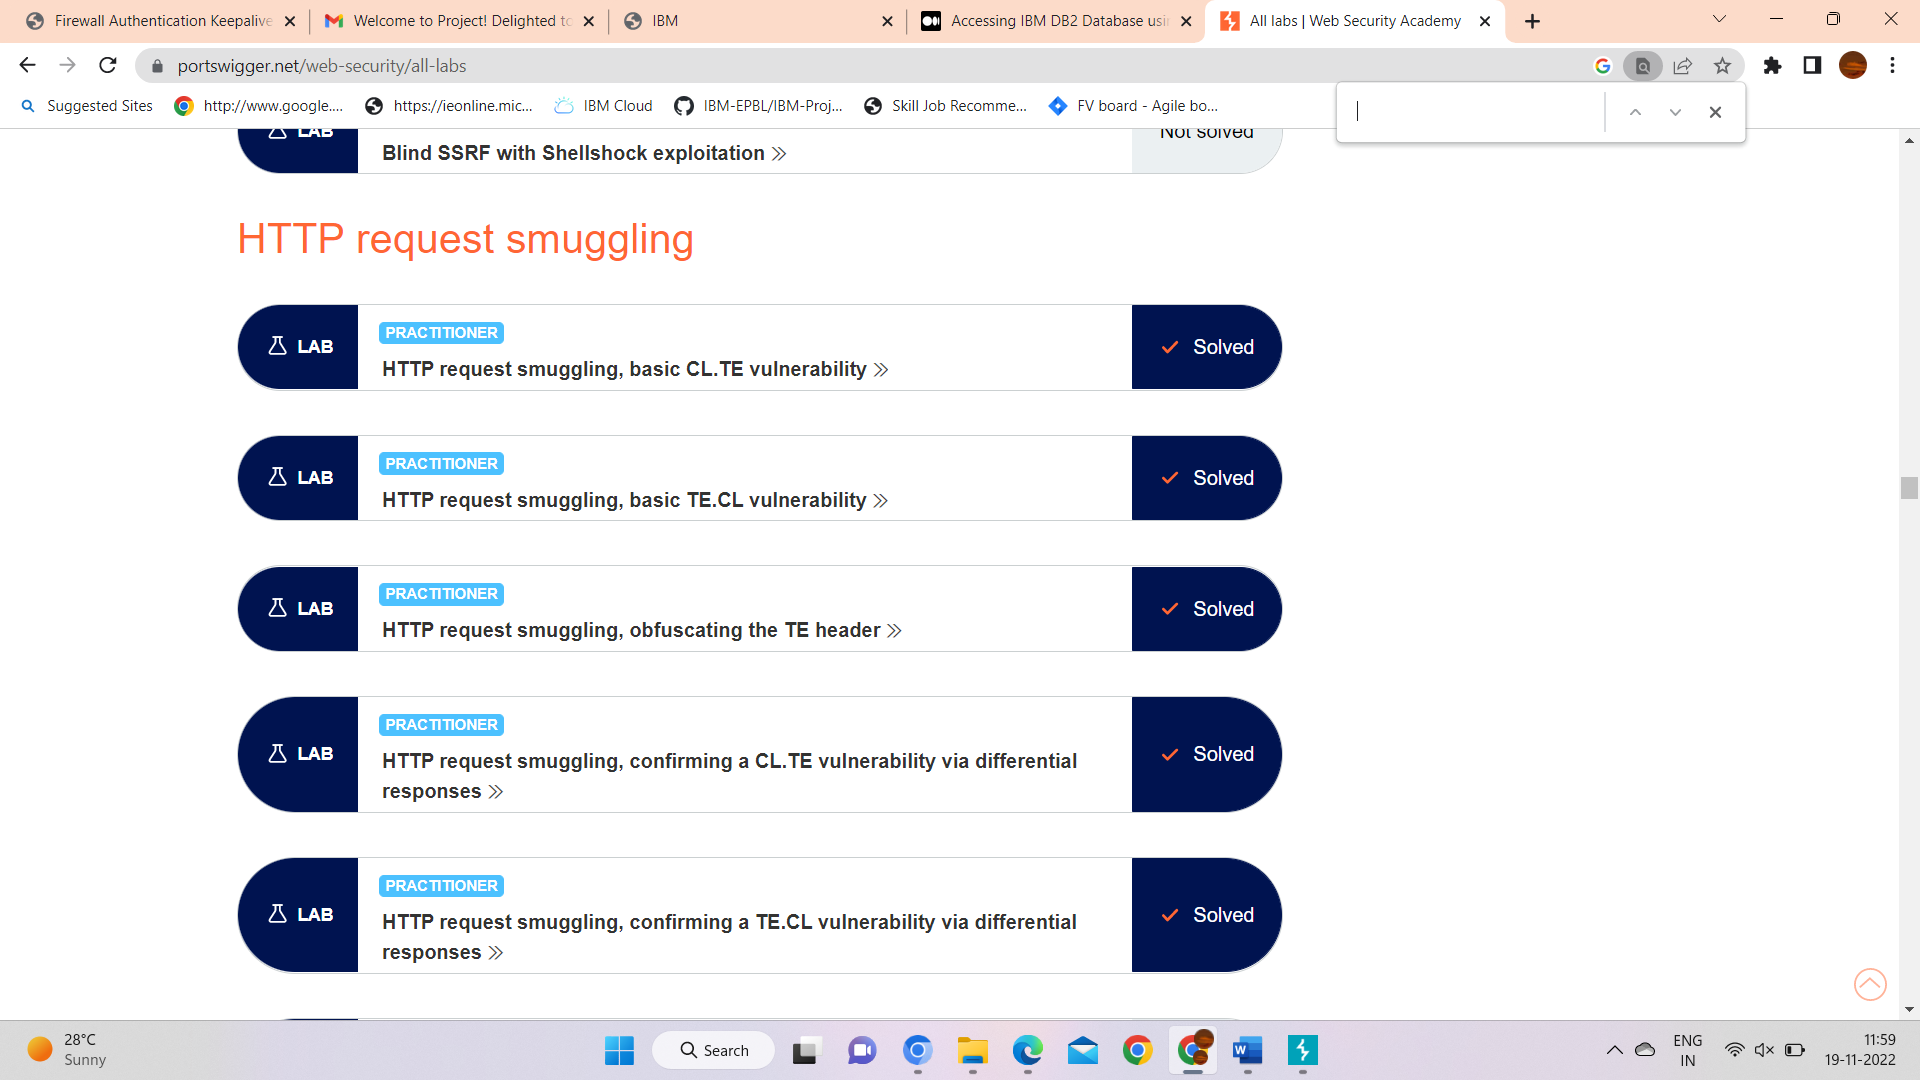 Firewall Authentication Keepalive
Welcome to Project! Delighted to
IBM
Accessing IBM DB2 Database usin
All labs | Web Security Academy
portswigger.net/web-security/all-labs
Suggested Sites
http://www.google....
https://ieonline.mic...
IBM Cloud
IBM-EPBL/IBM-Proj...
Skill Job Recomme...
FV board - Agile bo...
LAB
Not solved
Blind SSRF with Shellshock exploitation
HTTP request smuggling
PRACTITIONER
LAB
HTTP request smuggling, basic CL.TE vulnerability
Solved
PRACTITIONER
LAB
HTTP request smuggling, basic TE.CL vulnerability
Solved
PRACTITIONER
LAB
HTTP request smuggling, obfuscating the TE header
Solved
PRACTITIONER
LAB
HTTP request smuggling, confirming a CL.TE vulnerability via differential
responses
Solved
PRACTITIONER
LAB
HTTP request smuggling, confirming a TE.CL vulnerability via differential
responses
Solved
28°C
Sunny
Search
ENG
IN
11:59
19-11-2022